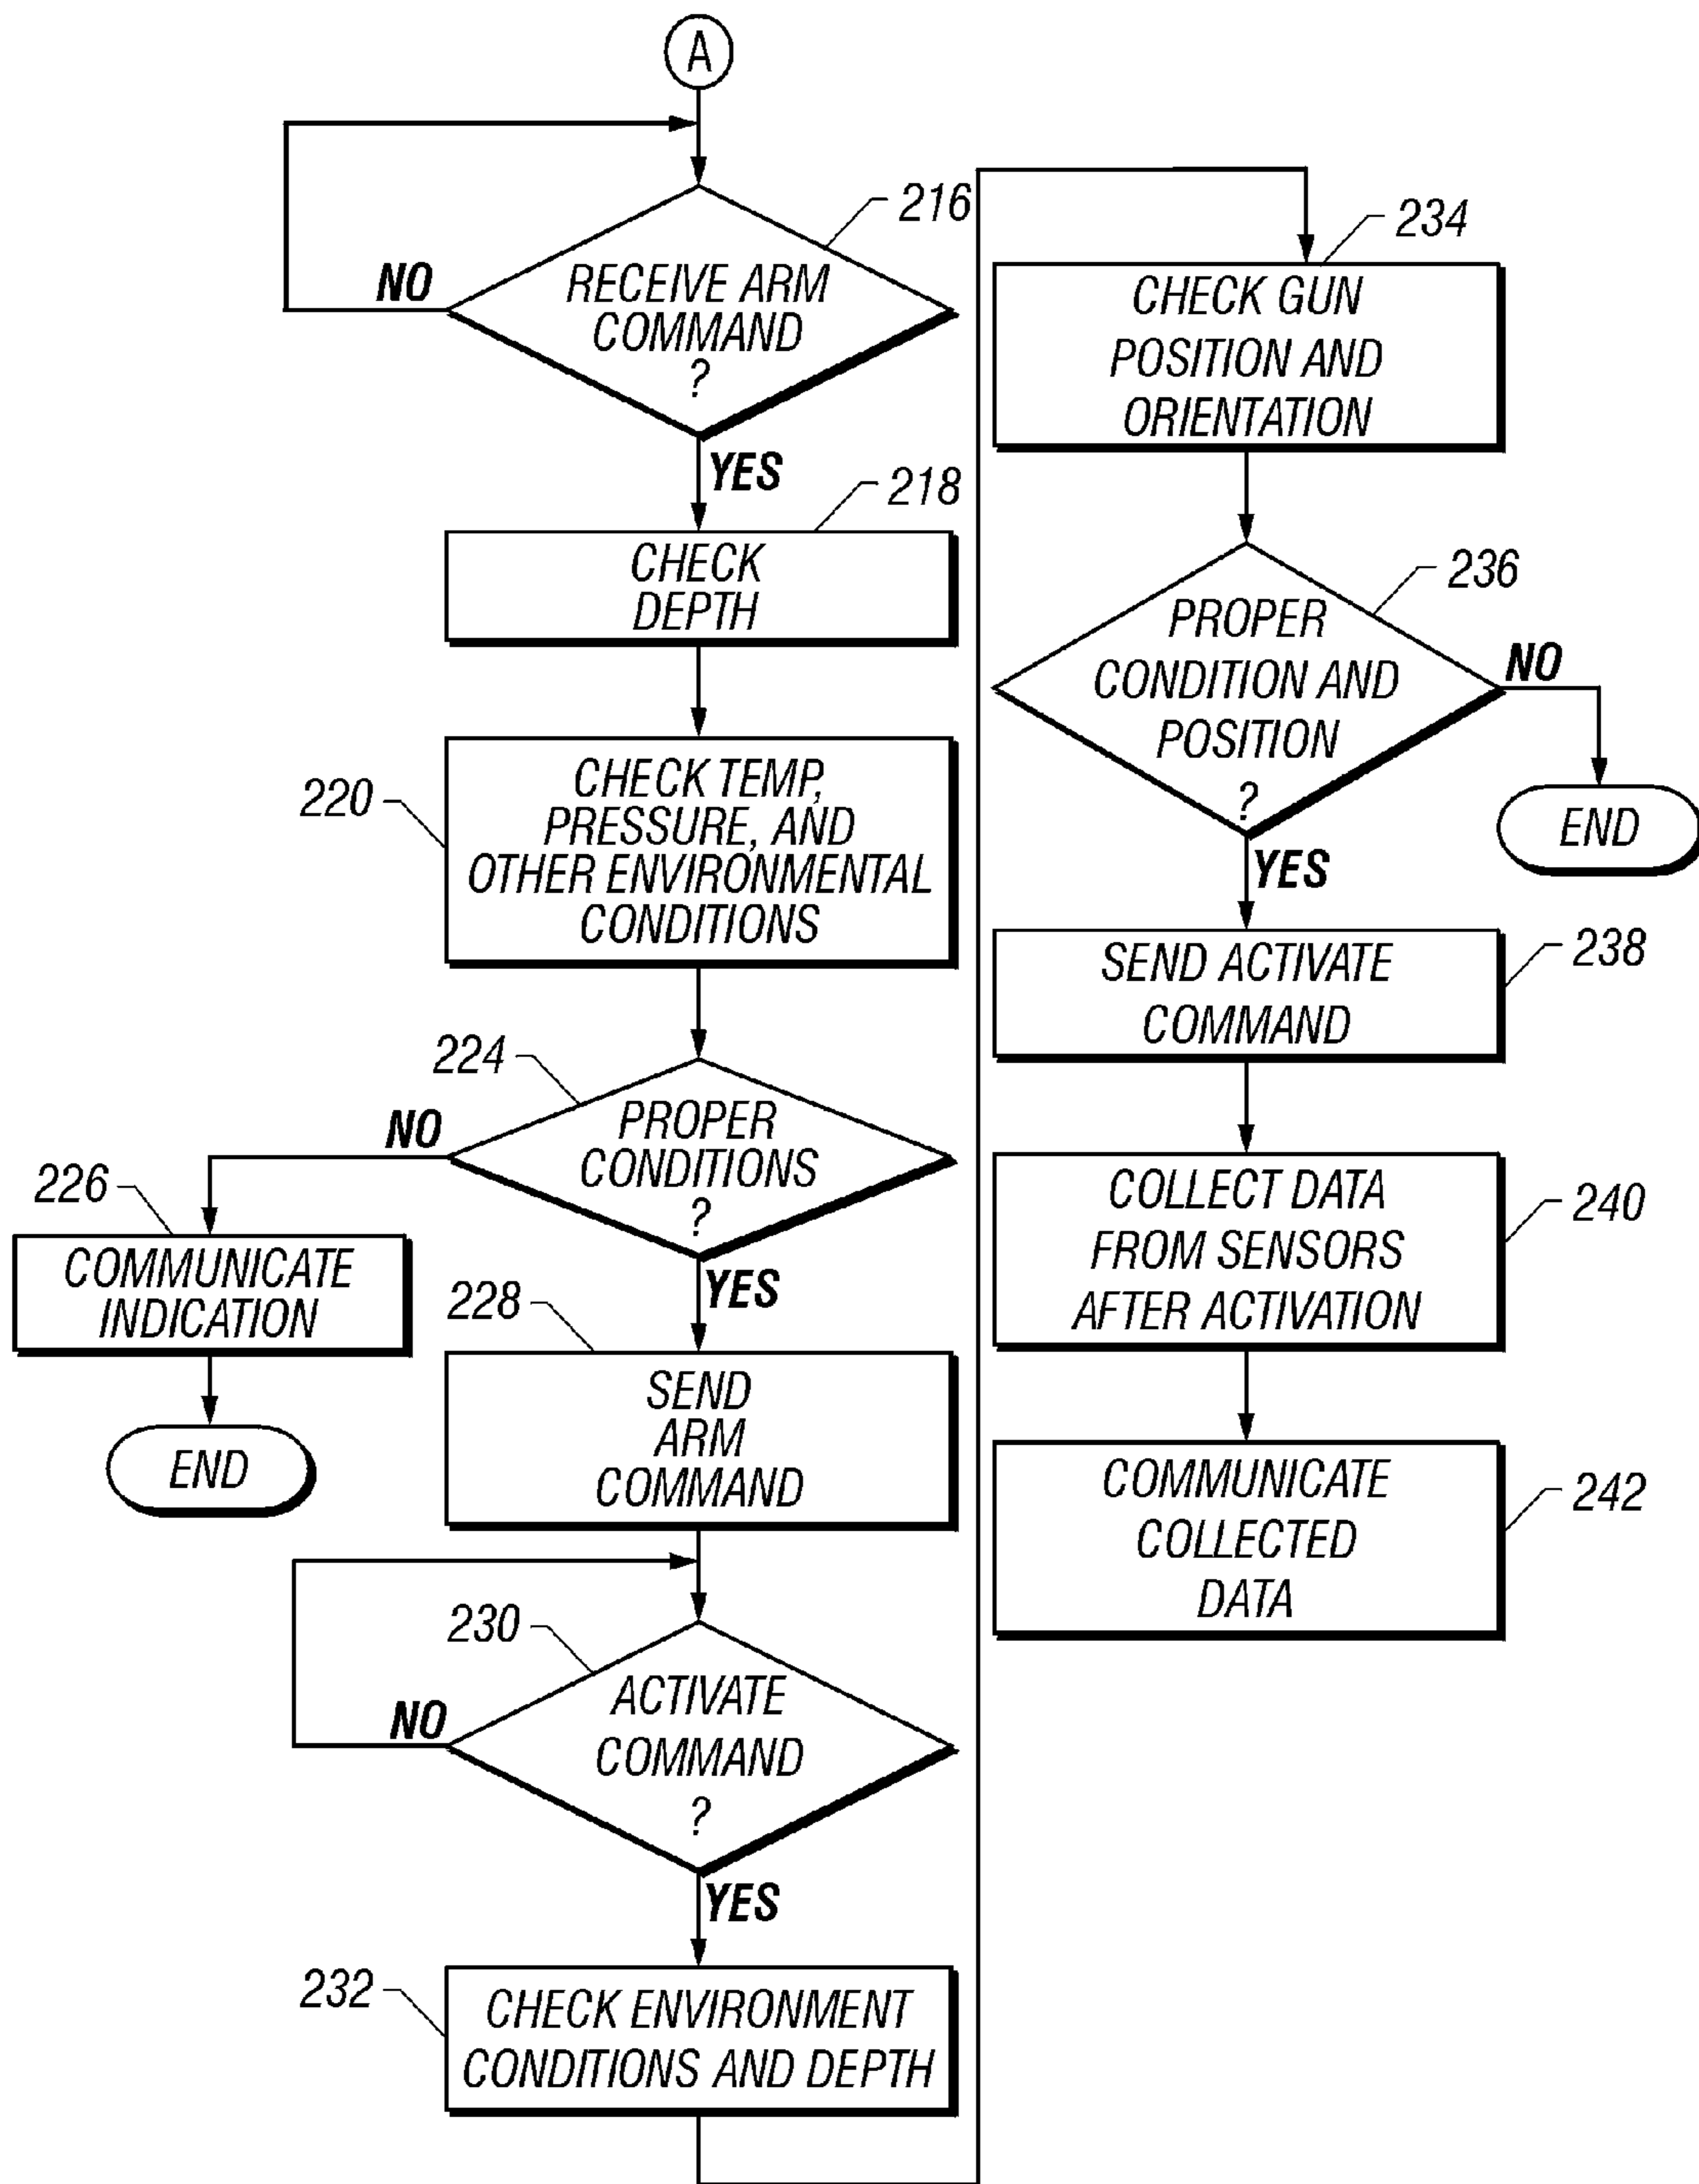 A
216
NO
RECEIVE ARM
COMMAND
?
YES
218
CHECK
DEPTH
220
CHECK TEMP,
PRESSURE, AND
OTHER ENVIRONMENTAL
CONDITIONS
224
NO
PROPER
CONDITIONS
?
226
COMMUNICATE
INDICATION
END
YES
228
SEND
ARM
COMMAND
230
NO
ACTIVATE
COMMAND
?
YES
232
CHECK ENVIRONMENT
CONDITIONS AND DEPTH
234
CHECK GUN
POSITION AND
ORIENTATION
236
PROPER
CONDITION AND
POSITION
?
NO
END
YES
238
SEND ACTIVATE
COMMAND
240
COLLECT DATA
FROM SENSORS
AFTER ACTIVATION
242
COMMUNICATE
COLLECTED
DATA